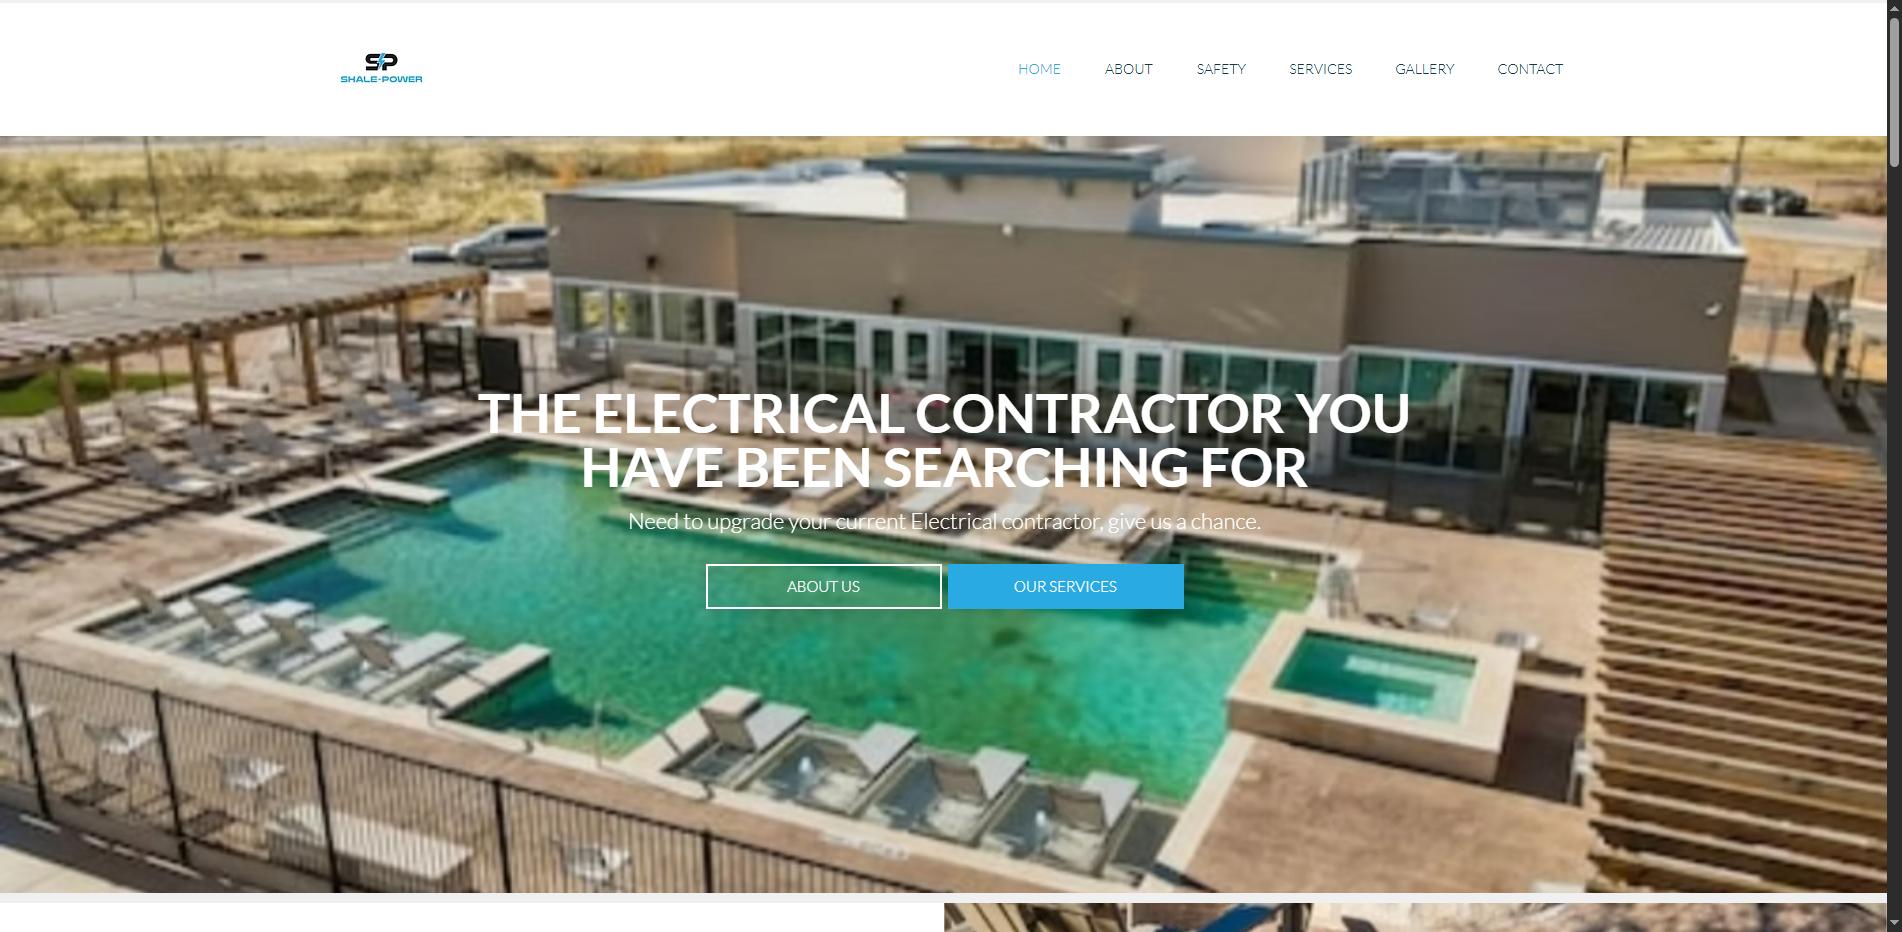 SP
SHALE-POWER
HOME
ABOUT
SAFETY
SERVICES
GALLERY
CONTACT
THE ELECTRICAL CONTRACTOR YOU
HAVE BEEN SEARCHING FOR
Need to upgrade your current Electrical contractor, give us a chance.
ABOUT US
OUR SERVICES